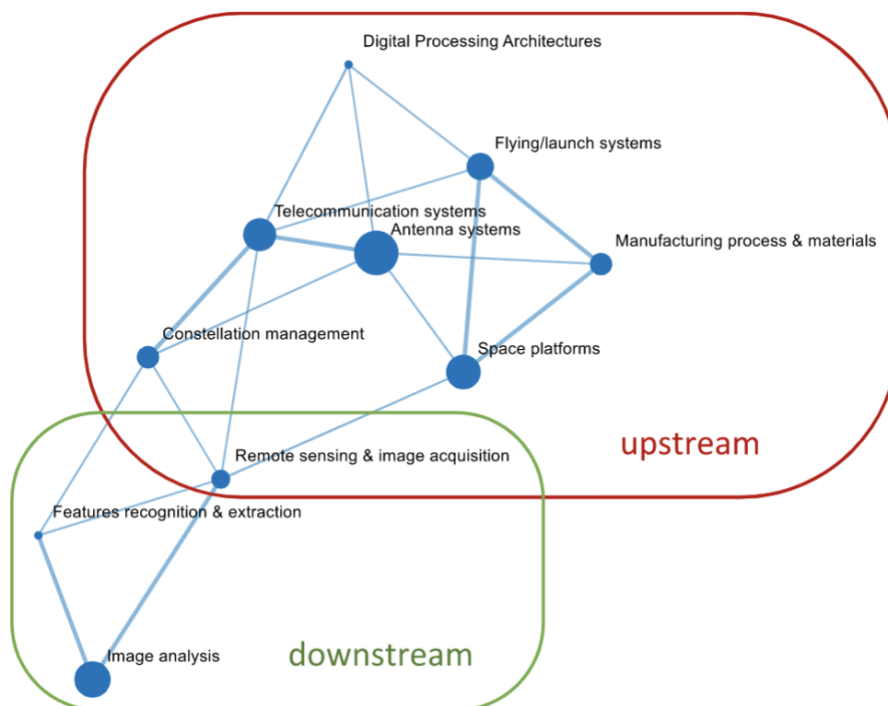 Digital Processing Architectures
Flying/launch systems
Telecommunication systems
Antenna systems
Manufacturing process & materials
Constellation management
Space platforms
upstream
Remote sensing & image acquisition
Features recognition & extraction
Image analysis
downstream